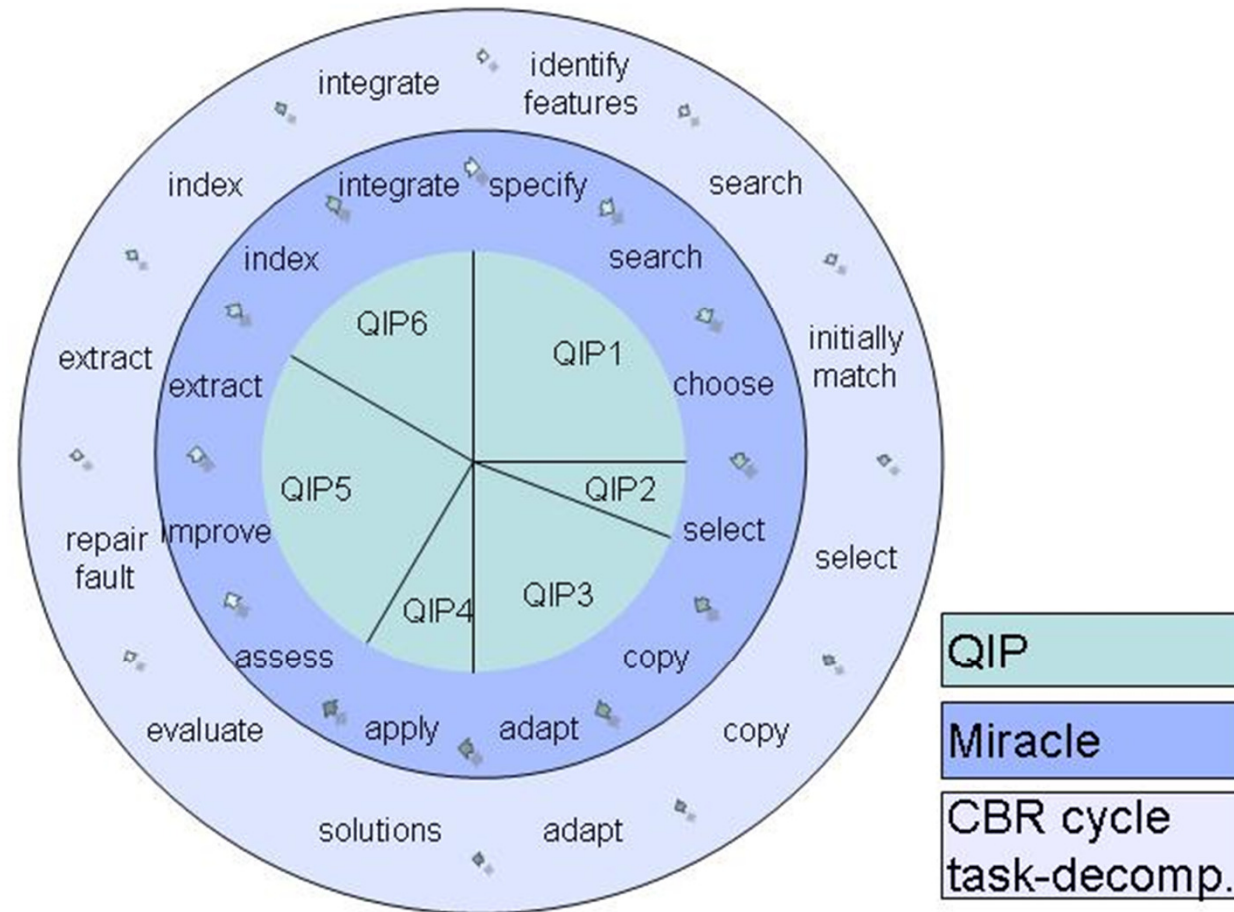 integrate
identify
features
search
initially
match
select
copy
adapt
solutions
evaluate
repair
fault
extract
index
integrate
specify
search
choose
select
copy
adapt
apply
assess
improve
extract
index
QIP1
QIP2
QIP3
QIP4
QIP5
QIP6
QIP
Miracle
CBR cycle
task-decomp.